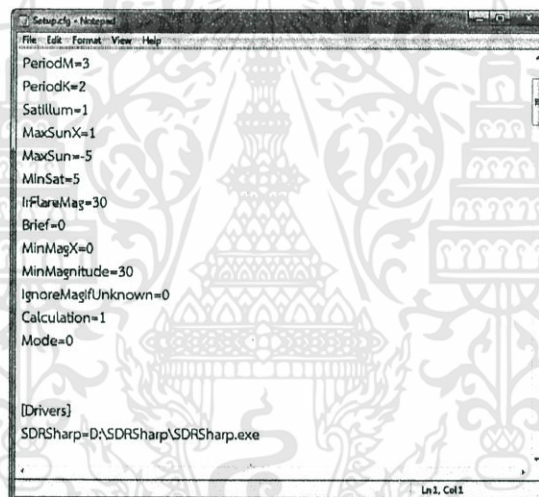 Setup.cfg - Notepad
File Edit Format View Help
PeriodM=3
PeriodK=2
SatIllum=1
MaxSunX=1
MaxSun=-5
MinSat=5
IrFlareMag=30
Brief=0
MinMagX=0
MinMagnitude=30
IgnoreMagIfUnknown=0
Calculation=1
Mode=0
[Drivers]
SDRSharp=D:\SDRSharp\SDRSharp.exe
Ln1, Col1